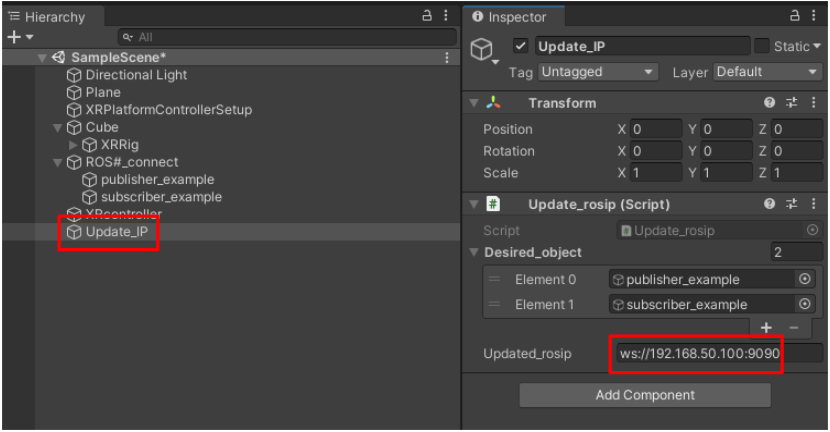 Hierarchy
All
SampleScene*
Directional Light
Plane
XRPlatformControllerSetup
Cube
XRRig
ROS#_connect
publisher_example
subscriber_example
XRcontroller
Update_IP
Inspector
Update_IP Static
Tag Untagged Layer Default
Transform
Position X 0 Y 0 Z 0
Rotation X 0 Y 0 Z 0
Scale X 1 Y 1 Z 1
# Update_rosip (Script)
Script # Update_rosip
Desired_object 2
Element 0 publisher_example
Element 1 subscriber_example
+ −
Updated_rosip ws://192.168.50.100:9090
Add Component